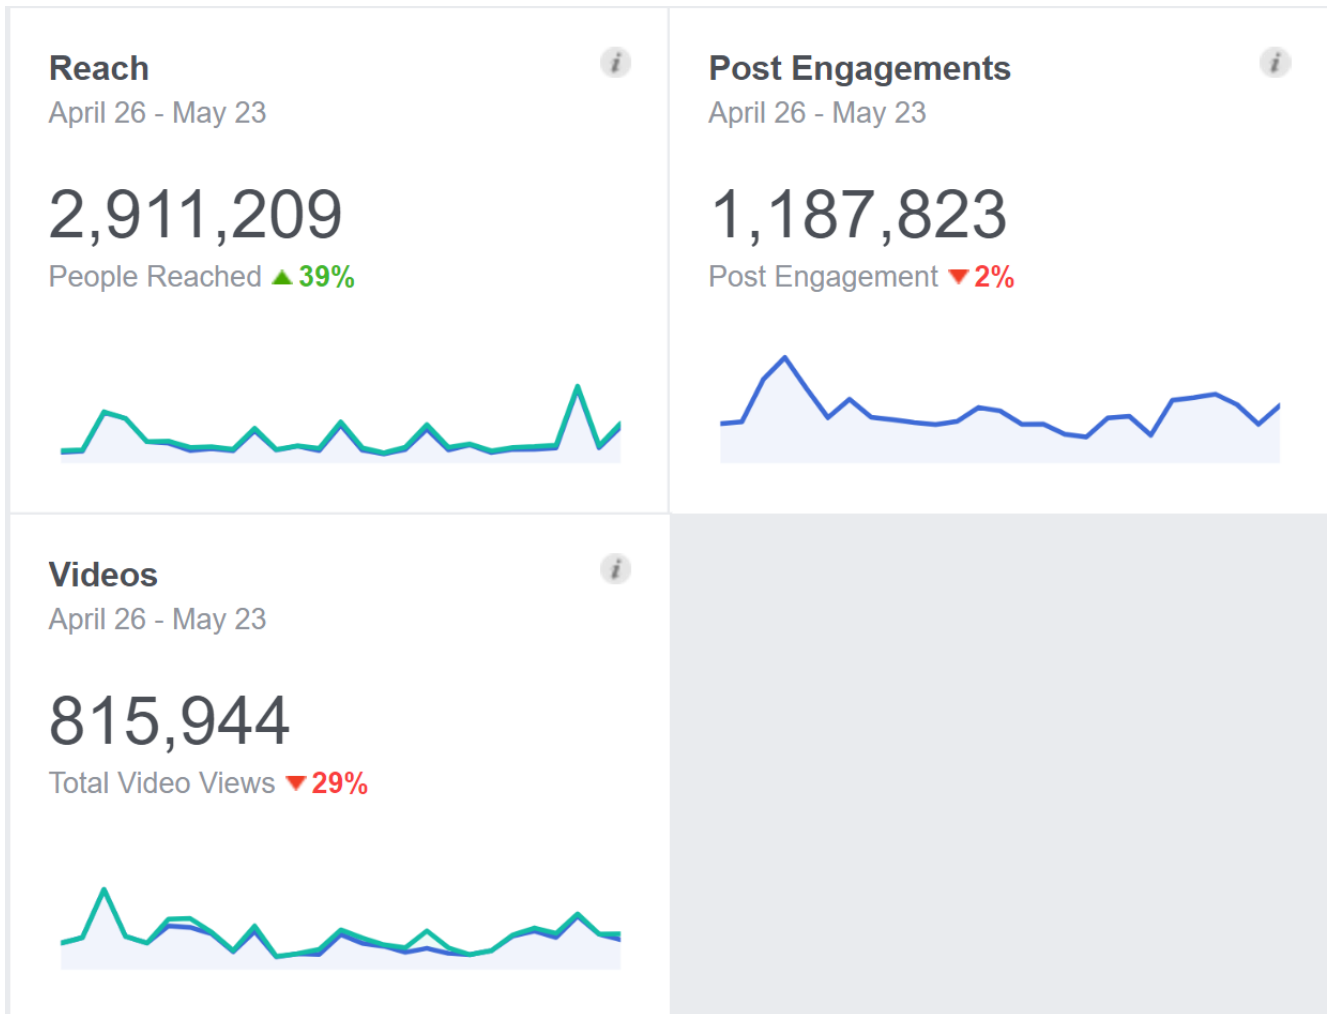 Reach
April 26 - May 23
2,911,209
People Reached ▲ 39%
Post Engagements
April 26 - May 23
1,187,823
Post Engagement ▼ 2%
Videos
April 26 - May 23
815,944
Total Video Views ▼ 29%